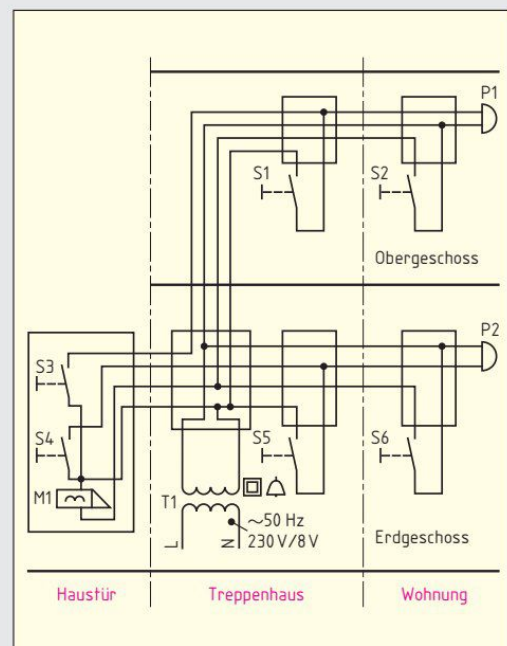 P1
S1
S2
Obergeschoss
P2
S3
S4
S5
S6
M1
T1
~50 Hz
230 V/8 V
L
N
Erdgeschoss
Haustür
Treppenhaus
Wohnung